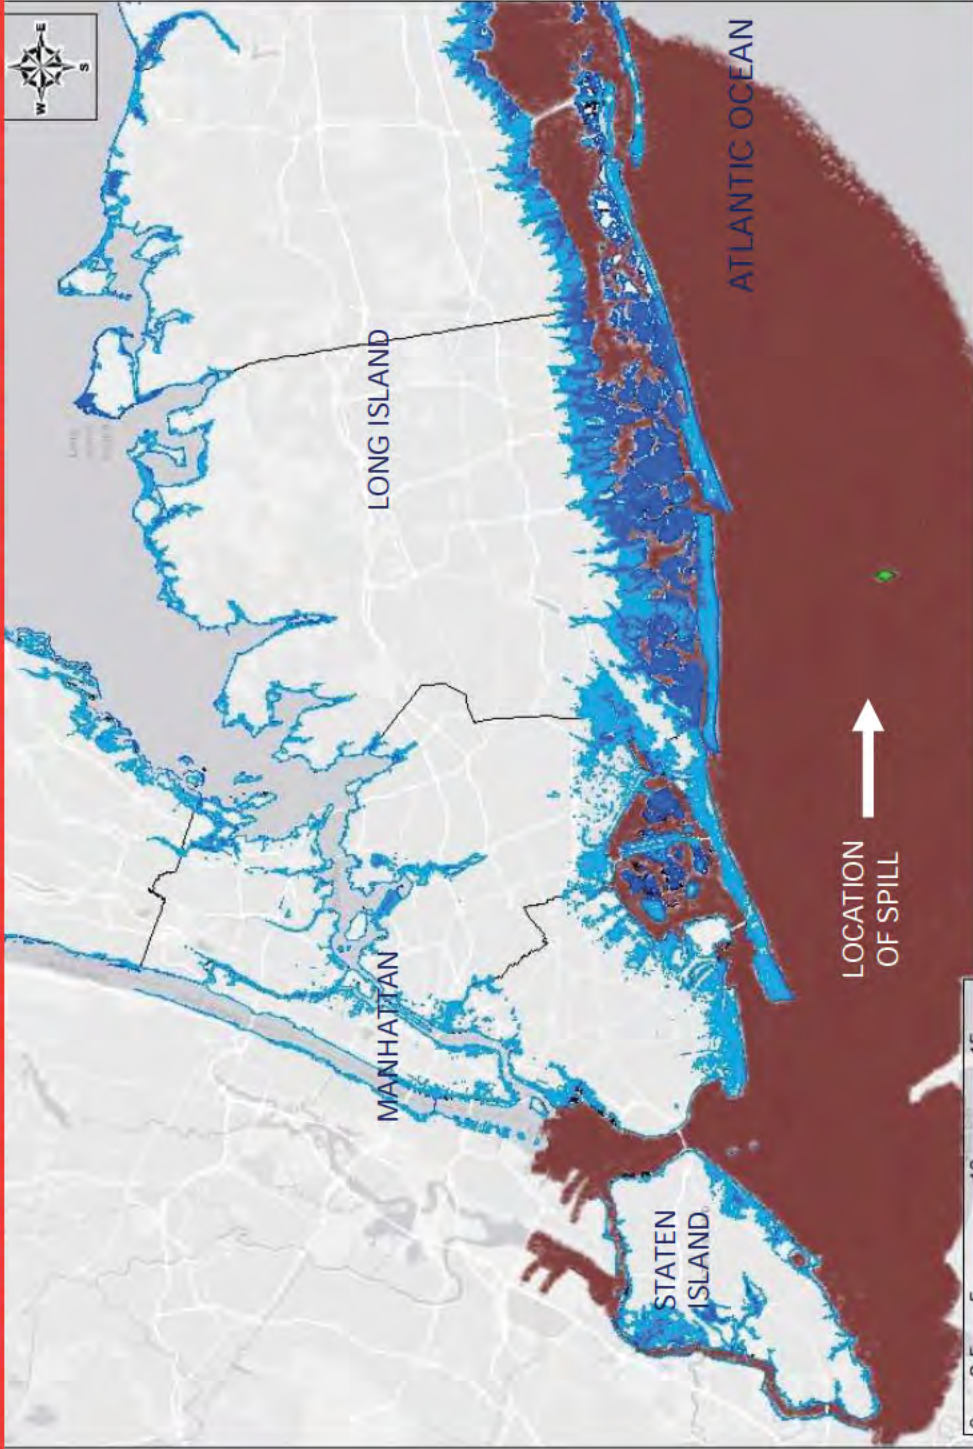 E
S
W
ATLANTIC OCEAN
LONG ISLAND
MANHATTAN
LOCATION
OF SPILL
STATEN
ISLAND